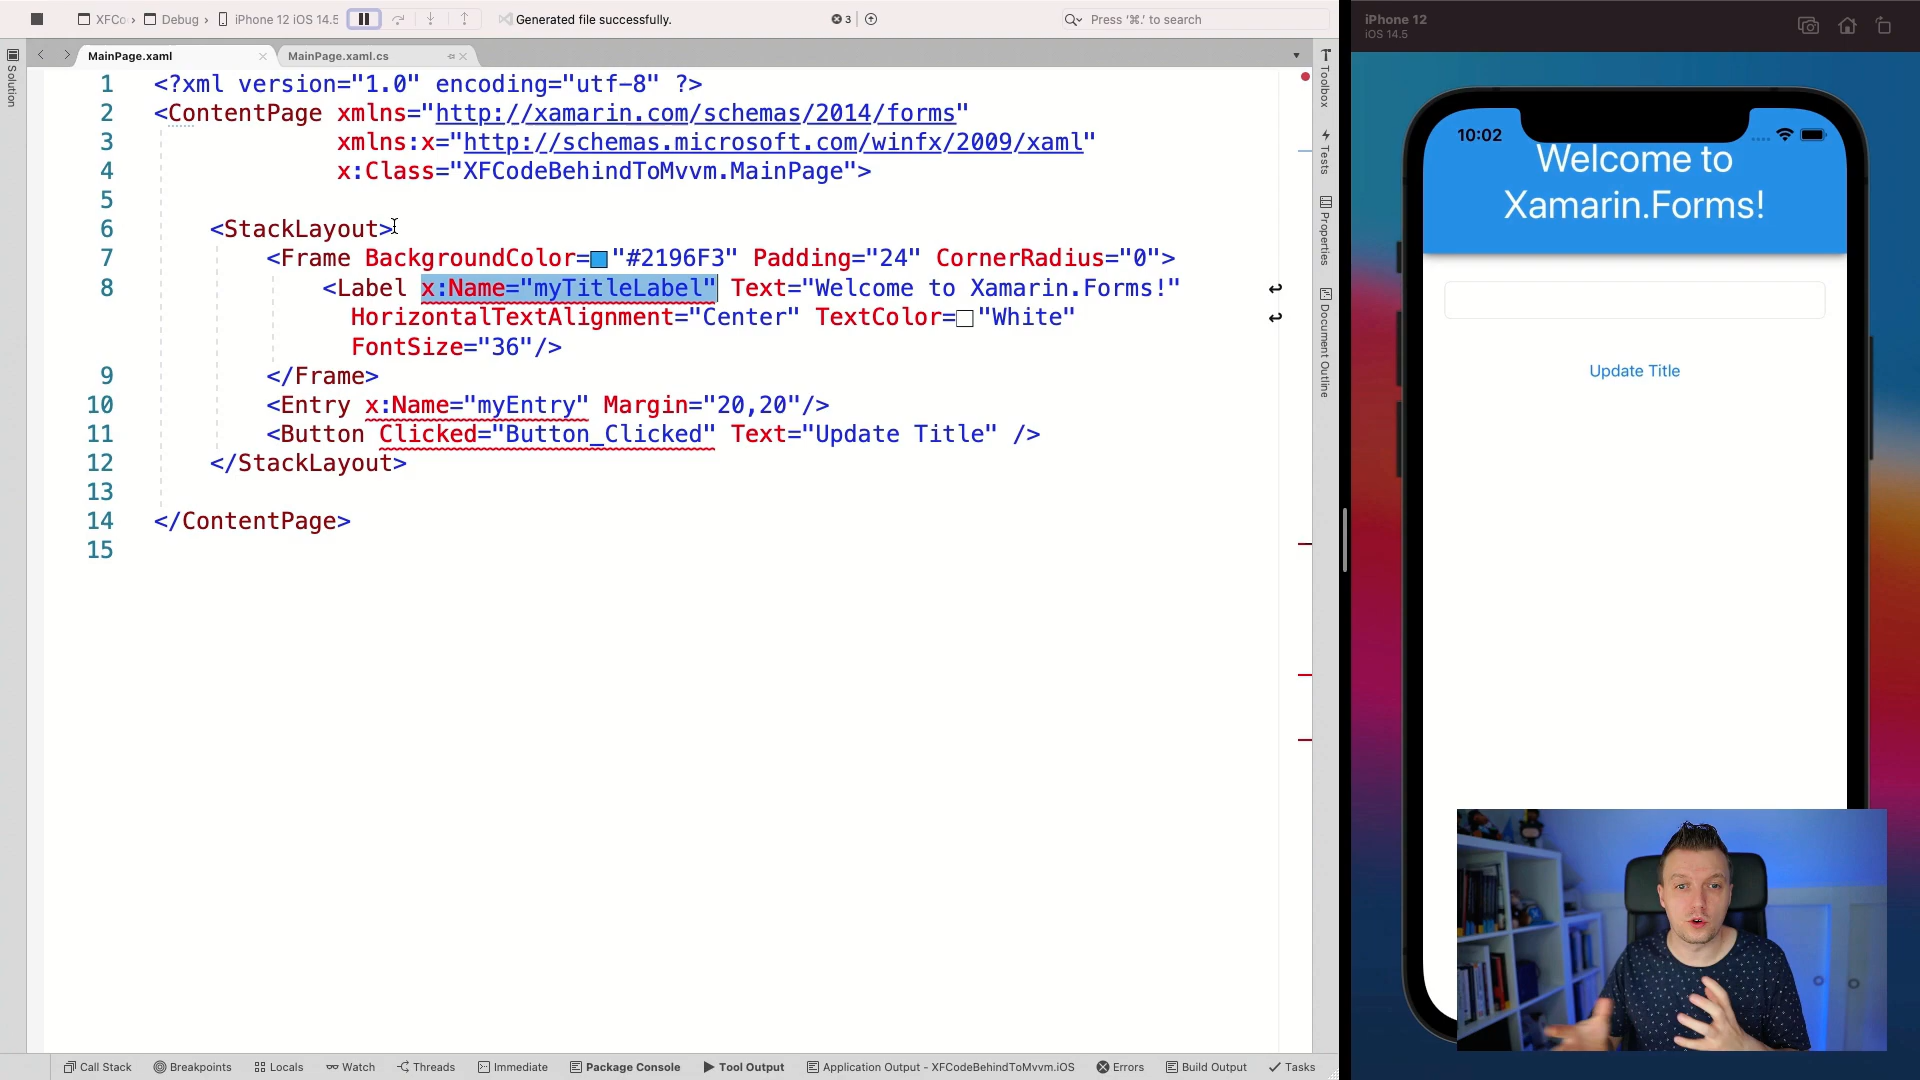 XFCo
Debug
iPhone 12 iOS 14.5
Generated file successfully.
3
Press '⌘.' to search
MainPage.xaml
MainPage.xaml.cs
Solution
1 <?xml version="1.0" encoding="utf-8" ?>
2 <ContentPage xmlns="http://xamarin.com/schemas/2014/forms"
3 xmlns:x="http://schemas.microsoft.com/winfx/2009/xaml"
4 x:Class="XFCodeBehindToMvvm.MainPage">
5
6 <StackLayout>
7 <Frame BackgroundColor="#2196F3" Padding="24" CornerRadius="0">
8 <Label x:Name="myTitleLabel" Text="Welcome to Xamarin.Forms!"
HorizontalTextAlignment="Center" TextColor="White"
FontSize="36"/>
9 </Frame>
10 <Entry x:Name="myEntry" Margin="20,20"/>
11 <Button Clicked="Button_Clicked" Text="Update Title" />
12 </StackLayout>
13
14 </ContentPage>
15
Toolbox
Tests
Properties
Document Outline
Call Stack
Breakpoints
Locals
Watch
Threads
Immediate
Package Console
Tool Output
Application Output - XFCodeBehindToMvvm.iOS
Errors
Build Output
Tasks
iPhone 12
iOS 14.5
10:02
Welcome to
Xamarin.Forms!
Update Title